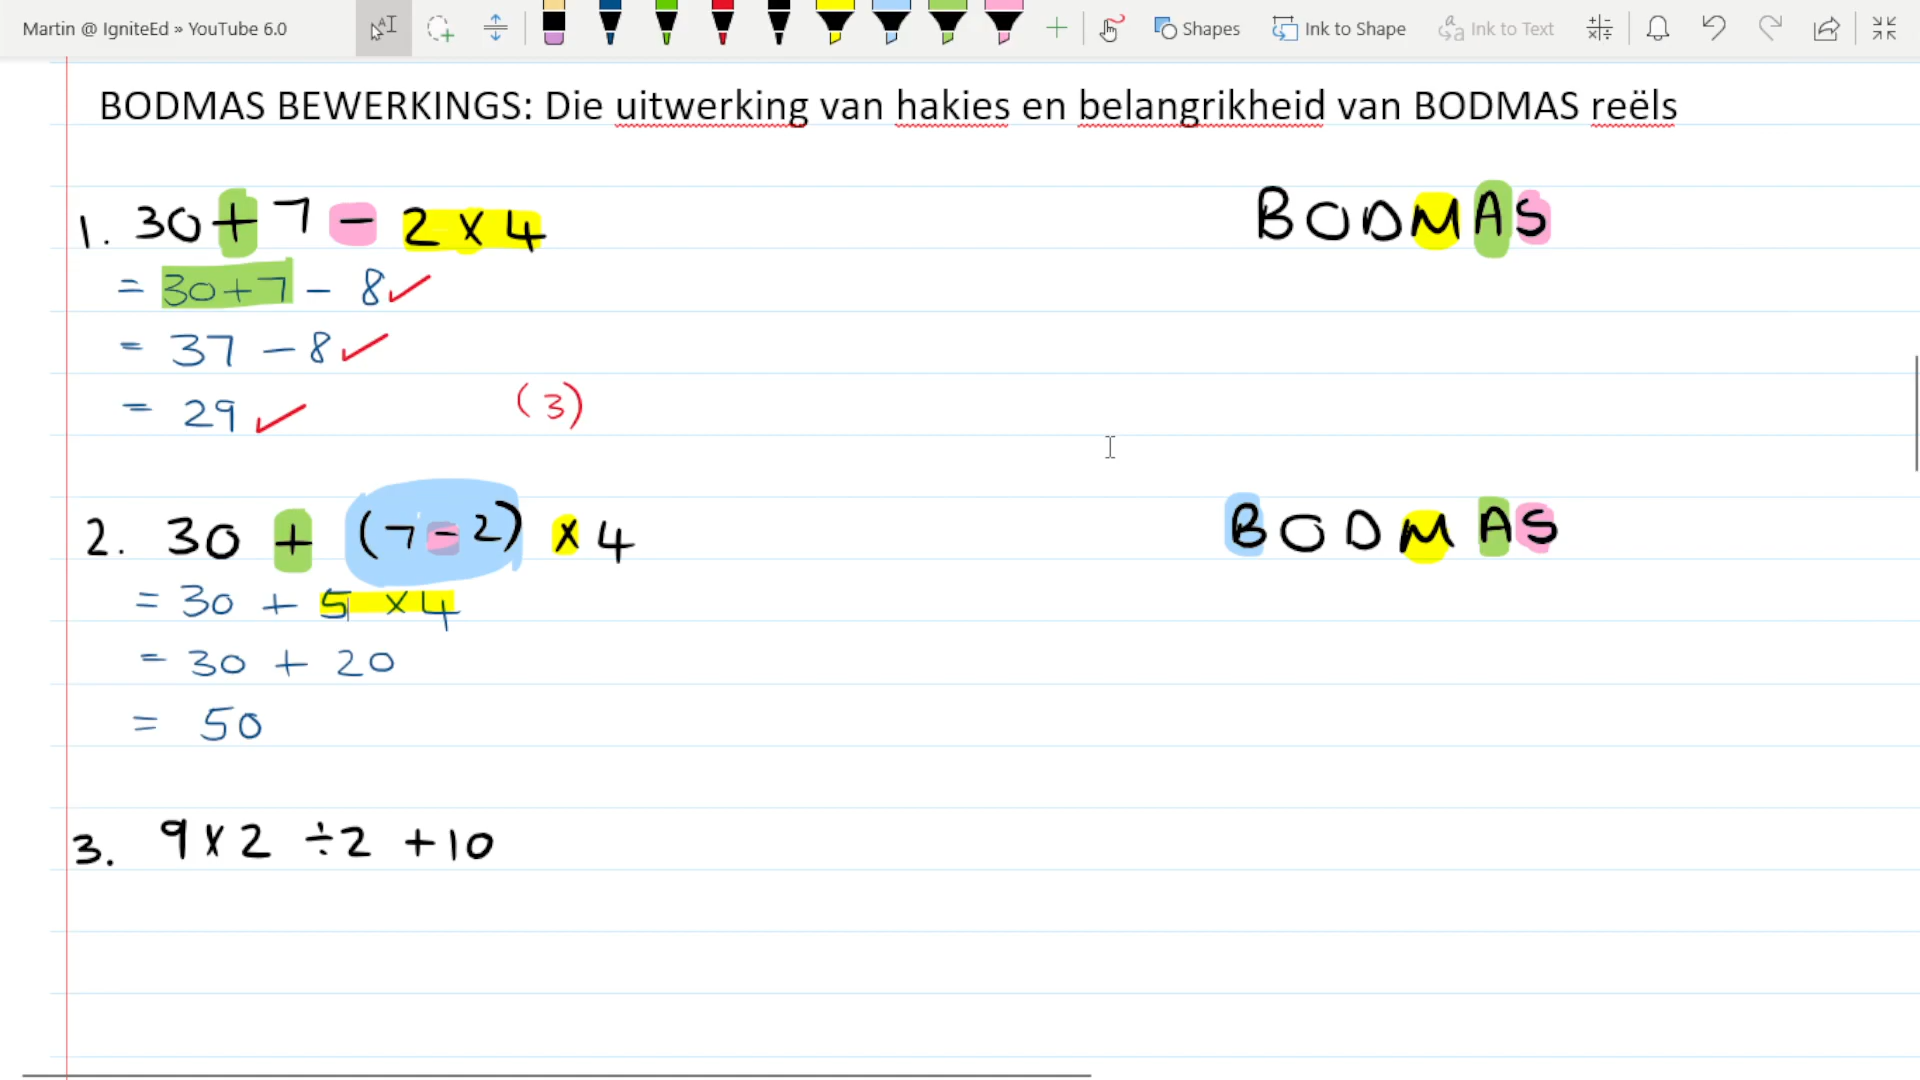 Martin @ IgniteEd » YouTube 6.0
Shapes
Ink to Shape
Ink to Text
BODMAS BEWERKINGS: Die uitwerking van hakies en belangrikheid van BODMAS reëls
1. 30 + 7 - 2 x 4
BODMAS
= 30 + 7 - 8 ✓
= 37 - 8 ✓
= 29 ✓ (3)
2. 30 + (7 - 2) x 4
BODMAS
= 30 + 5 x 4
= 30 + 20
= 50
3. 9 x 2 ÷ 2 + 10